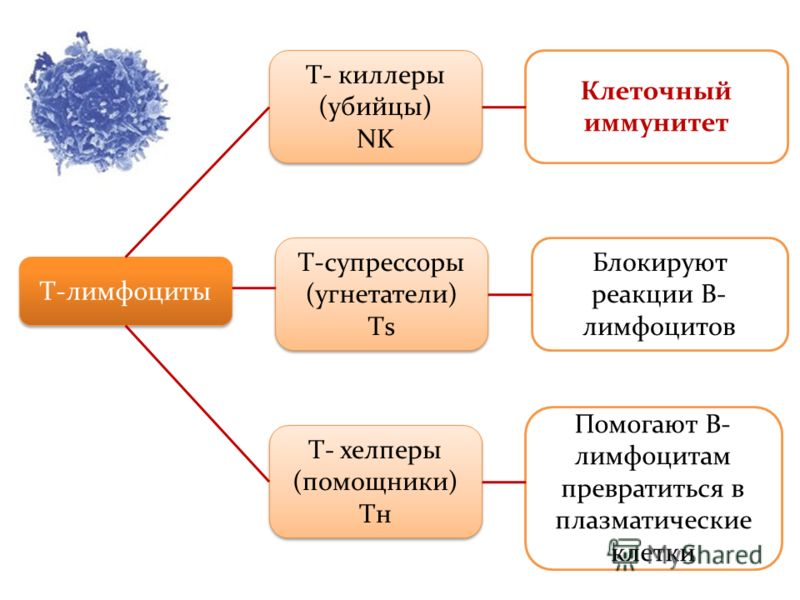 Т- киллеры
(убийцы)
NK
Клеточный
иммунитет
Т-лимфоциты
Т-супрессоры
(угнетатели)
Ts
Блокируют
реакции В-
лимфоцитов
Т- хелперы
(помощники)
Тн
Помогают В-
лимфоцитам
превратиться в
плазматические
клетки
MyShared